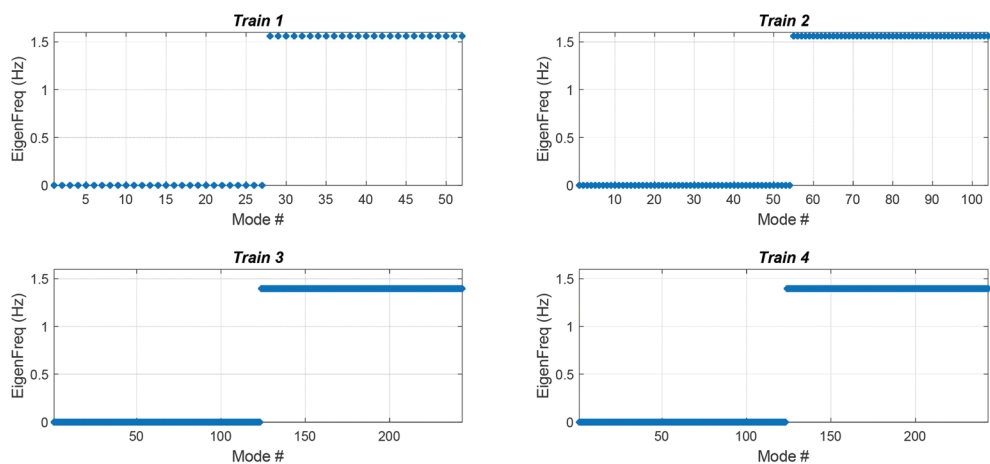 Train 1
EigenFreq (Hz)
1.5
1
0.5
0
5 10 15 20 25 30 35 40 45 50
Mode #
Train 2
EigenFreq (Hz)
1.5
1
0.5
0
10 20 30 40 50 60 70 80 90 100
Mode #
Train 3
EigenFreq (Hz)
1.5
1
0.5
0
50 100 150 200
Mode #
Train 4
EigenFreq (Hz)
1.5
1
0.5
0
50 100 150 200
Mode #